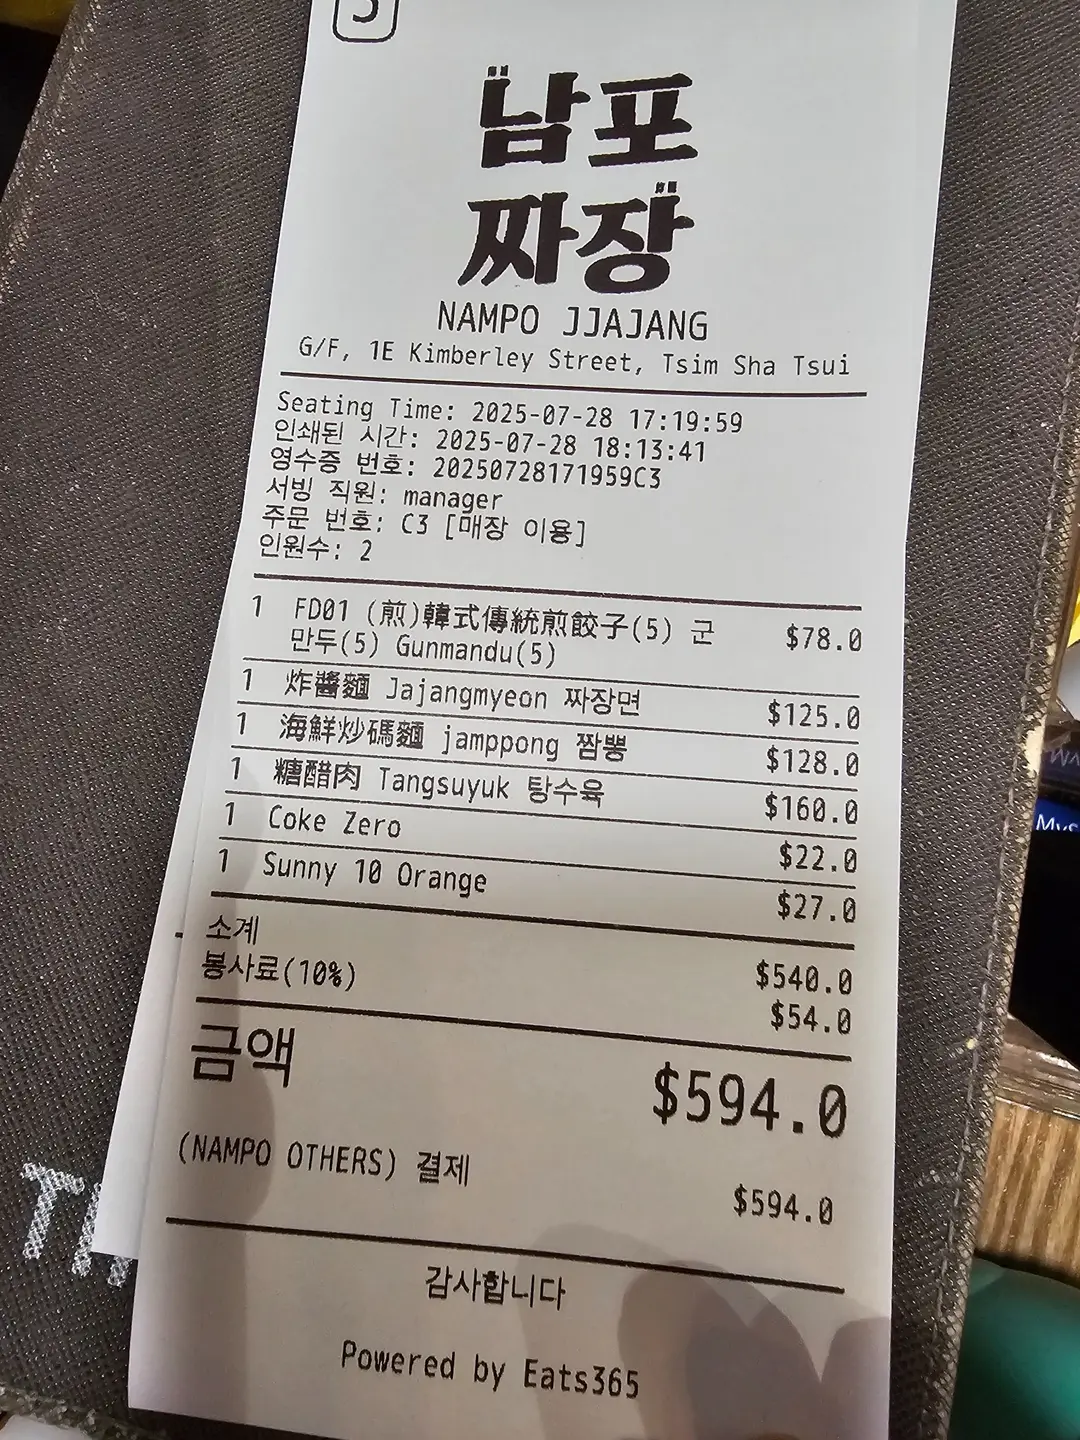 남포
짜장
NAMPO JJAJANG
G/F, 1E Kimberley Street, Tsim Sha Tsui
Seating Time: 2025-07-28 17:19:59
인쇄된 시간: 2025-07-28 18:13:41
영수증 번호: 20250728171959C3
서빙 직원: manager
주문 번호: C3 [매장 이용]
인원수: 2
1 FD01 (煎)韓式傳統煎餃子(5) 군 $78.0
만두(5) Gunmandu(5)
1 炸醬麵 Jajangmyeon 짜장면 $125.0
1 海鮮炒碼麵 jamppong 짬뽕 $128.0
1 糖醋肉 Tangsuyuk 탕수육 $160.0
1 Coke Zero $22.0
1 Sunny 10 Orange $27.0
소계 $540.0
봉사료(10%) $54.0
금액 $594.0
(NAMPO OTHERS) 결제 $594.0
감사합니다
Powered by Eats365